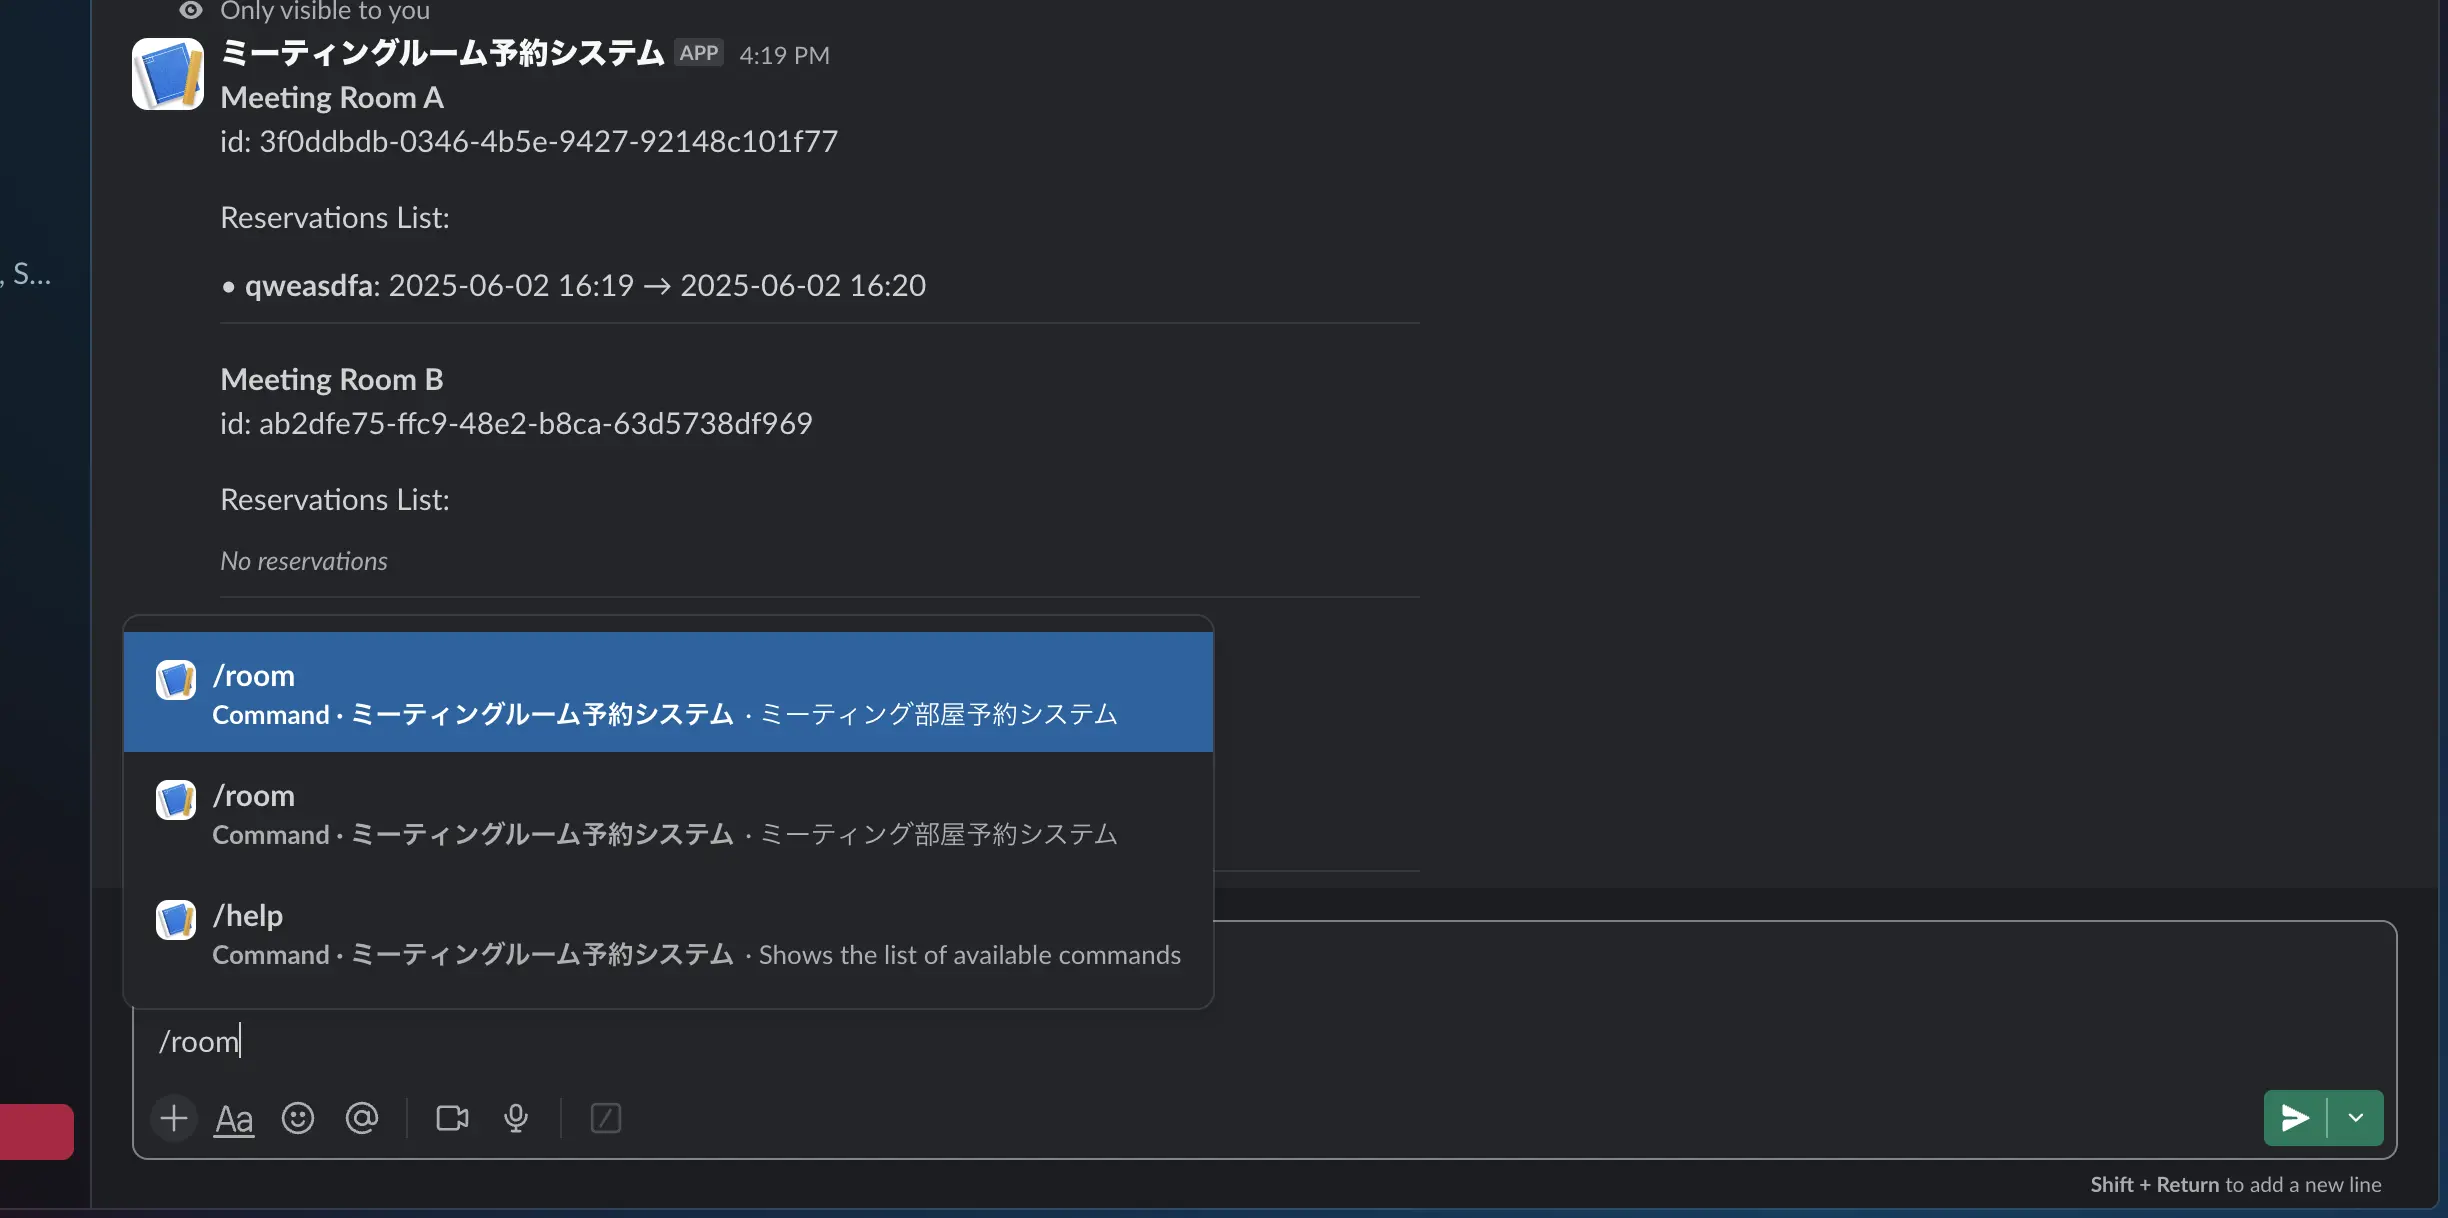 Only visible to you
ミーティングルーム予約システム APP 4:19 PM
Meeting Room A
id: 3f0ddbdb-0346-4b5e-9427-92148c101f77
Reservations List:
, S...
• qweasdfa: 2025-06-02 16:19 → 2025-06-02 16:20
Meeting Room B
id: ab2dfe75-ffc9-48e2-b8ca-63d5738df969
Reservations List:
No reservations
/room
Command · ミーティングルーム予約システム · ミーティング部屋予約システム
/room
Command · ミーティングルーム予約システム · ミーティング部屋予約システム
/help
Command · ミーティングルーム予約システム · Shows the list of available commands
/room
Aa
Shift + Return to add a new line